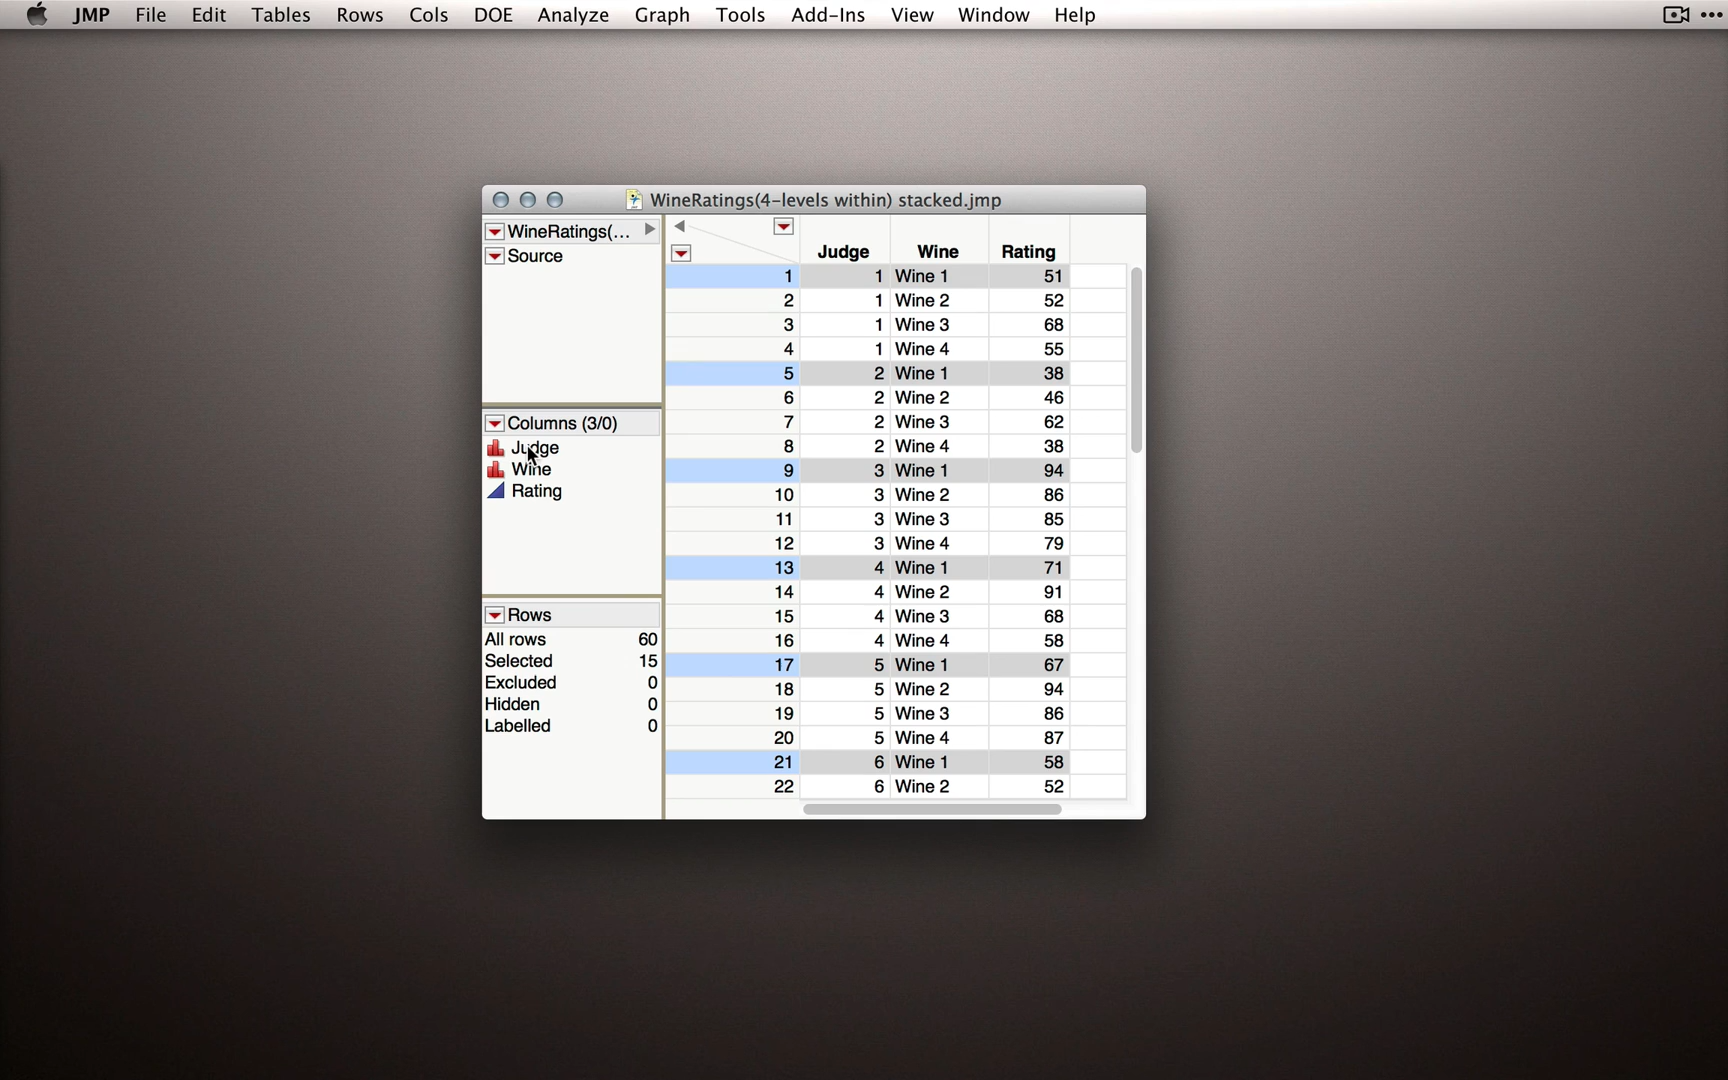 JMP File Edit Tables Rows Cols DOE Analyze Graph Tools Add-Ins View Window Help
WineRatings(4-levels within) stacked.jmp
WineRatings(...
Source
Columns (3/0)
Judge
Wine
Rating
Rows
All rows 60
Selected 15
Excluded 0
Hidden 0
Labelled 0
Judge Wine Rating
1 1 Wine 1 51
2 1 Wine 2 52
3 1 Wine 3 68
4 1 Wine 4 55
5 2 Wine 1 38
6 2 Wine 2 46
7 2 Wine 3 62
8 2 Wine 4 38
9 3 Wine 1 94
10 3 Wine 2 86
11 3 Wine 3 85
12 3 Wine 4 79
13 4 Wine 1 71
14 4 Wine 2 91
15 4 Wine 3 68
16 4 Wine 4 58
17 5 Wine 1 67
18 5 Wine 2 94
19 5 Wine 3 86
20 5 Wine 4 87
21 6 Wine 1 58
22 6 Wine 2 52